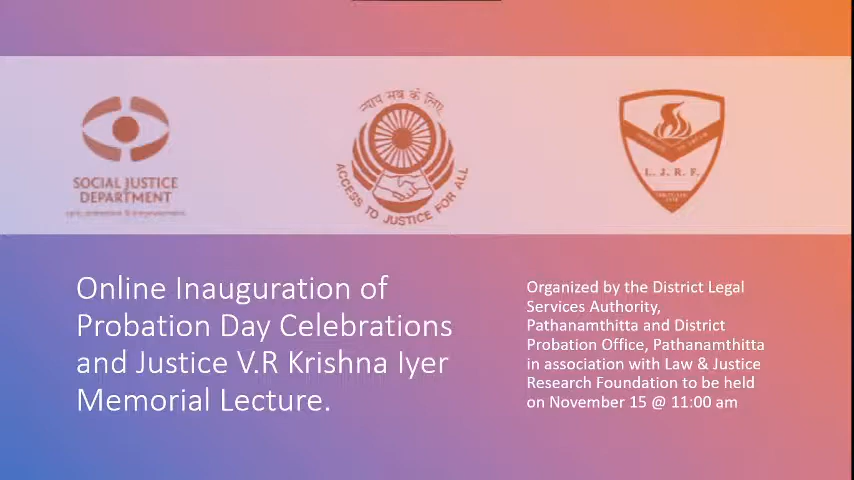 SOCIAL JUSTICE
DEPARTMENT
न्याय सब के लिए
ACCESS TO JUSTICE FOR ALL
L. J. R. F.
Online Inauguration of
Probation Day Celebrations
and Justice V.R Krishna Iyer
Memorial Lecture.
Organized by the District Legal
Services Authority,
Pathanamthitta and District
Probation Office, Pathanamthitta
in association with Law & Justice
Research Foundation to be held
on November 15 @ 11:00 am